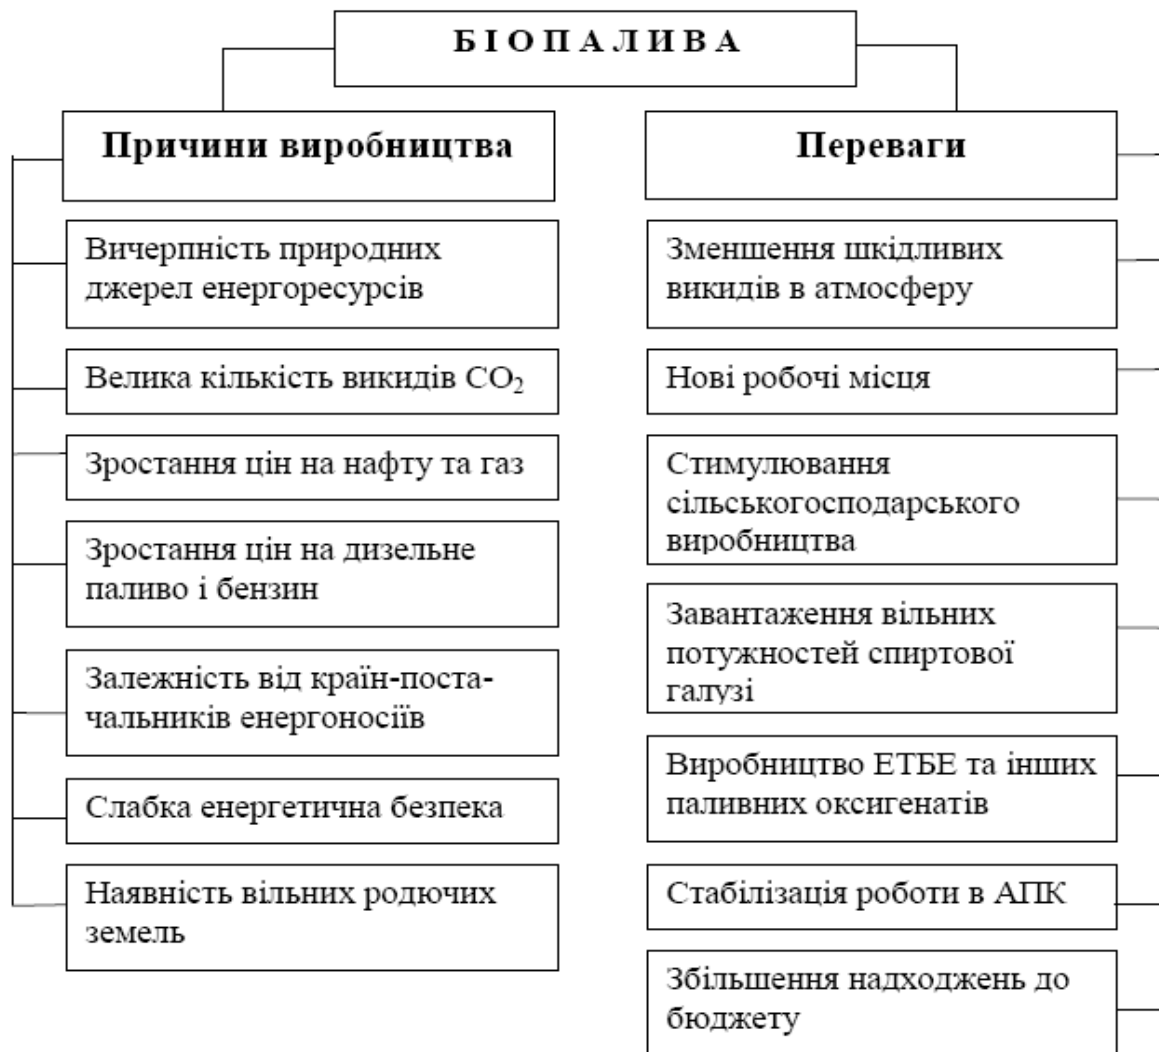 Б І О П А Л И В А
Причини виробництва
Вичерпність природних
джерел енергоресурсів
Велика кількість викидів CO₂
Зростання цін на нафту та газ
Зростання цін на дизельне
паливо і бензин
Залежність від країн-поста-
чальників енергоносіїв
Слабка енергетична безпека
Наявність вільних родючих
земель
Переваги
Зменшення шкідливих
викидів в атмосферу
Нові робочі місця
Стимулювання
сільськогосподарського
виробництва
Завантаження вільних
потужностей спиртової
галузі
Виробництво ЕТБЕ та інших
паливних оксигенатів
Стабілізація роботи в АПК
Збільшення надходжень до
бюджету